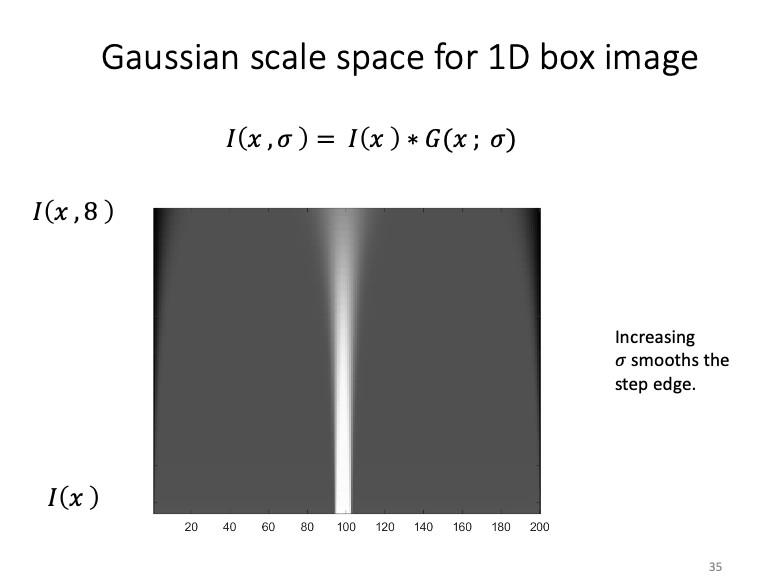 Gaussian scale space for 1D box image
I(x ,σ ) = I(x ) ∗ G(x ; σ)
I(x ,8 )
Increasing
σ smooths the
step edge.
I(x )
20 40 60 80 100 120 140 160 180 200
35